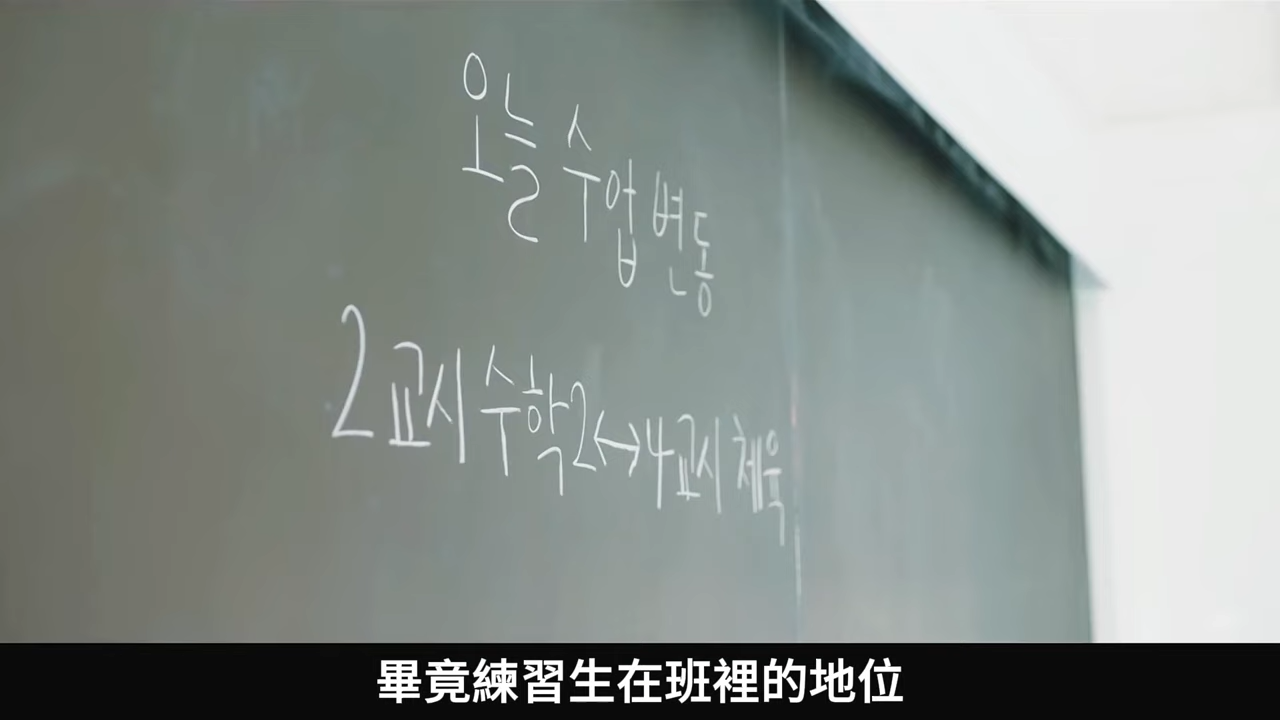 오늘 수업 변동
2교시 수학2↔4교시 체육
畢竟練習生在班裡的地位